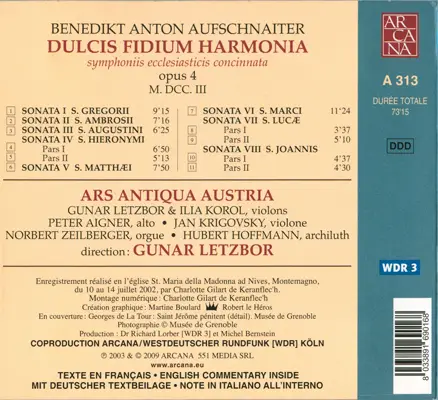 BENEDIKT ANTON AUFSCHNAITER
DULCIS FIDIUM HARMONIA
symphoniis ecclesiasticis concinnata
opus 4
M. DCC. III
1 SONATA I S. GREGORII 9'15
2 SONATA II S. AMBROSII 7'16
3 SONATA III S. AUGUSTINI 6'25
SONATA IV S. HIERONYMI
4 Pars I 6'50
5 Pars II 5'13
6 SONATA V S. MATTHÆI 7'50
7 SONATA VI S. MARCI 11'24
SONATA VII S. LUCÆ
8 Pars I 3'37
9 Pars II 5'10
SONATA VIII S. JOANNIS
10 Pars I 4'37
11 Pars II 4'30
ARS ANTIQUA AUSTRIA
GUNAR LETZBOR & ILIA KOROL, violons
PETER AIGNER, alto • JAN KRIGOVSKY, violone
NORBERT ZEILBERGER, orgue • HUBERT HOFFMANN, archiluth
direction : GUNAR LETZBOR
Enregistrement réalisé en l'église St. Maria della Madonna ad Nives, Montemagno,
du 10 au 14 juillet 2002, par Charlotte Gilart de Keranflec'h.
Montage numérique : Charlotte Gilart de Keranflec'h
Création graphique : Martine Boulard Robert le Héros
En couverture : Georges de La Tour : Saint Jérôme pénitent (détail). Musée de Grenoble
Photographie © Musée de Grenoble
Production : Dr Richard Lorber [WDR 3] et Michel Bernstein
COPRODUCTION ARCANA/WESTDEUTSCHER RUNDFUNK [WDR] KÖLN
℗ 2003 & © 2009 ARCANA 551 MEDIA SRL
www.arcana.eu
TEXTE EN FRANÇAIS • ENGLISH COMMENTARY INSIDE
MIT DEUTSCHER TEXTBEILAGE • NOTE IN ITALIANO ALL'INTERNO
AR
CA
NA
A 313
DURÉE TOTALE
73'15
DDD
WDR 3
8 033891 690168